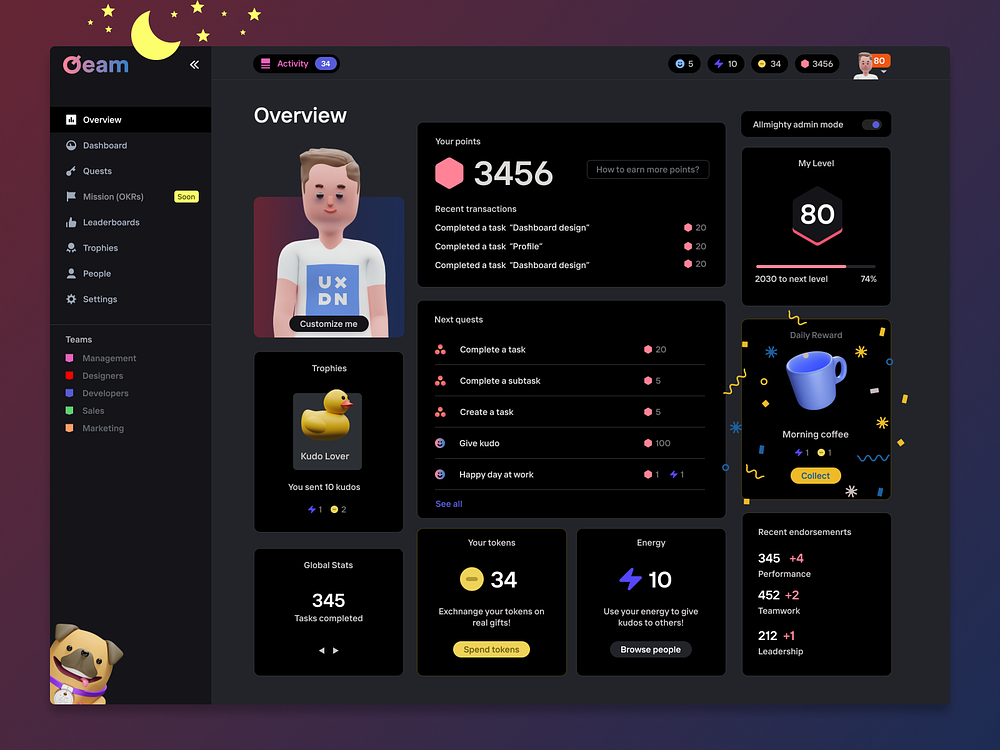 Qeam
Activity 34
5
10
34
3456
80
Overview
Dashboard
Quests
Mission (OKRs) Soon
Leaderboards
Trophies
People
Settings
Teams
Management
Designers
Developers
Sales
Marketing
Overview
UX
DN
Customize me
Trophies
Kudo Lover
You sent 10 kudos
1 2
Global Stats
345
Tasks completed
Your points
3456 How to earn more points?
Recent transactions
Completed a task "Dashboard design" 20
Completed a task "Profile" 20
Completed a task "Dashboard design" 20
Next quests
Complete a task 20
Complete a subtask 5
Create a task 5
Give kudo 100
Happy day at work 1 1
See all
Your tokens
34
Exchnange your tokens on
real gifts!
Spend tokens
Energy
10
Use your energy to give
kudos to others!
Browse people
Allmighty admin mode
My Level
80
2030 to next level 74%
Daily Reward
Morning coffee
1 1
Collect
Recent endorsemenrts
345 +4
Performance
452 +2
Teamwork
212 +1
Leadership